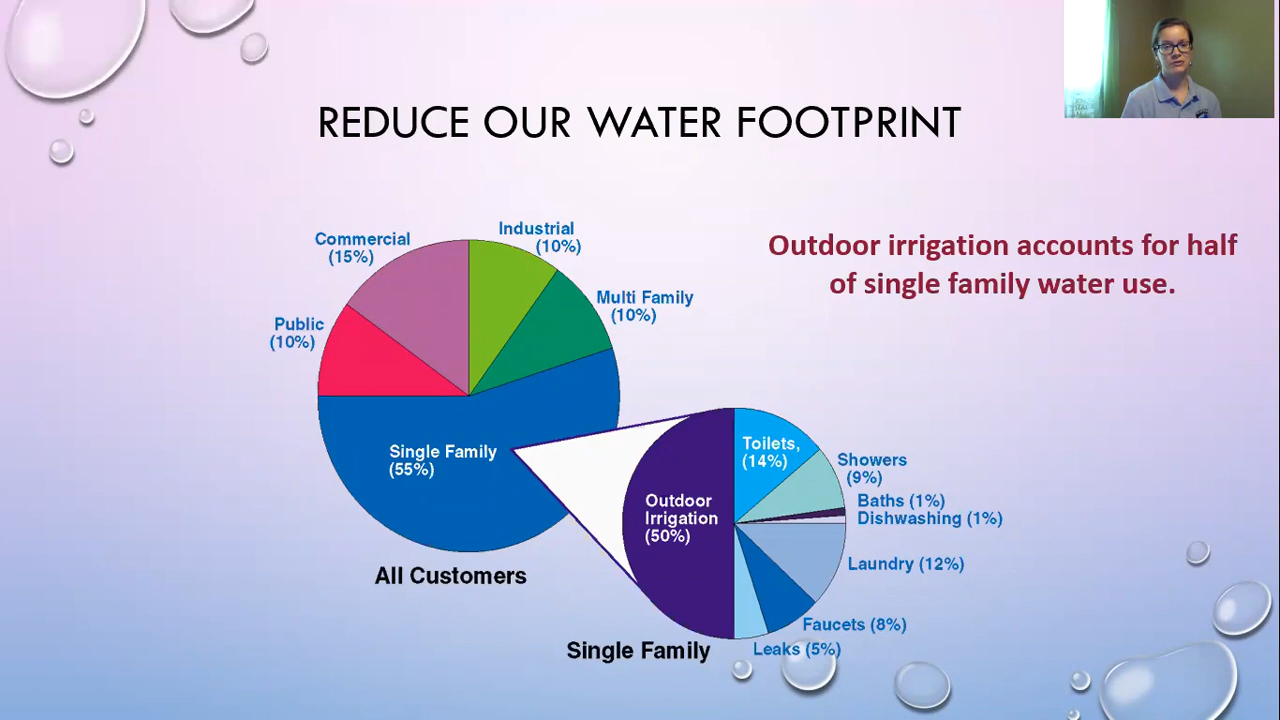 REDUCE OUR WATER FOOTPRINT
Outdoor irrigation accounts for half
of single family water use.
Commercial
(15%)
Industrial
(10%)
Multi Family
(10%)
Public
(10%)
Single Family
(55%)
All Customers
Toilets,
(14%)
Showers
(9%)
Baths (1%)
Dishwashing (1%)
Outdoor
Irrigation
(50%)
Laundry (12%)
Faucets (8%)
Leaks (5%)
Single Family